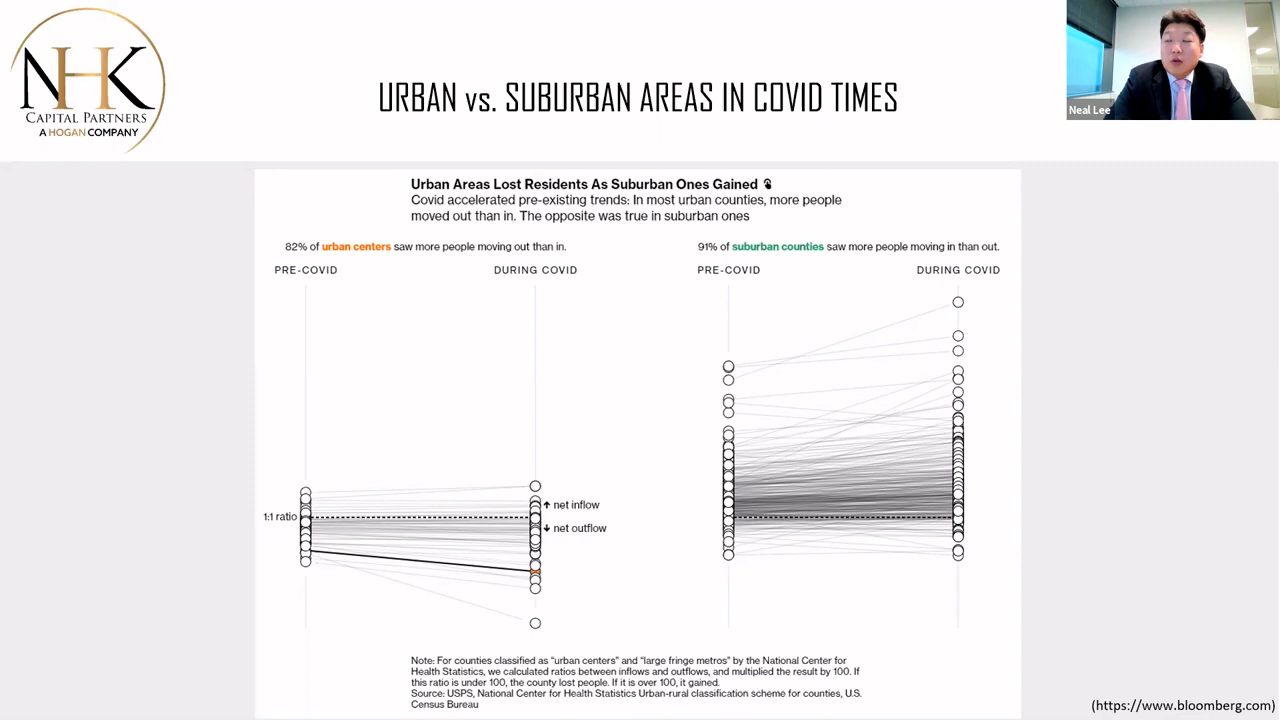 NHK
CAPITAL PARTNERS
A HOGAN COMPANY
URBAN vs. SUBURBAN AREAS IN COVID TIMES
Neal Lee
Urban Areas Lost Residents As Suburban Ones Gained
Covid accelerated pre-existing trends: In most urban counties, more people
moved out than in. The opposite was true in suburban ones
82% of urban centers saw more people moving out than in.
PRE-COVID
DURING COVID
1:1 ratio
↑ net inflow
↓ net outflow
91% of suburban counties saw more people moving in than out.
PRE-COVID
DURING COVID
Note: For counties classified as “urban centers” and “large fringe metros” by the National Center for
Health Statistics, we calculated ratios between inflows and outflows, and multiplied the result by 100. If
this ratio is under 100, the county lost people. If it is over 100, it gained.
Source: USPS, National Center for Health Statistics Urban-rural classification scheme for counties, U.S.
Census Bureau
(https://www.bloomberg.com)